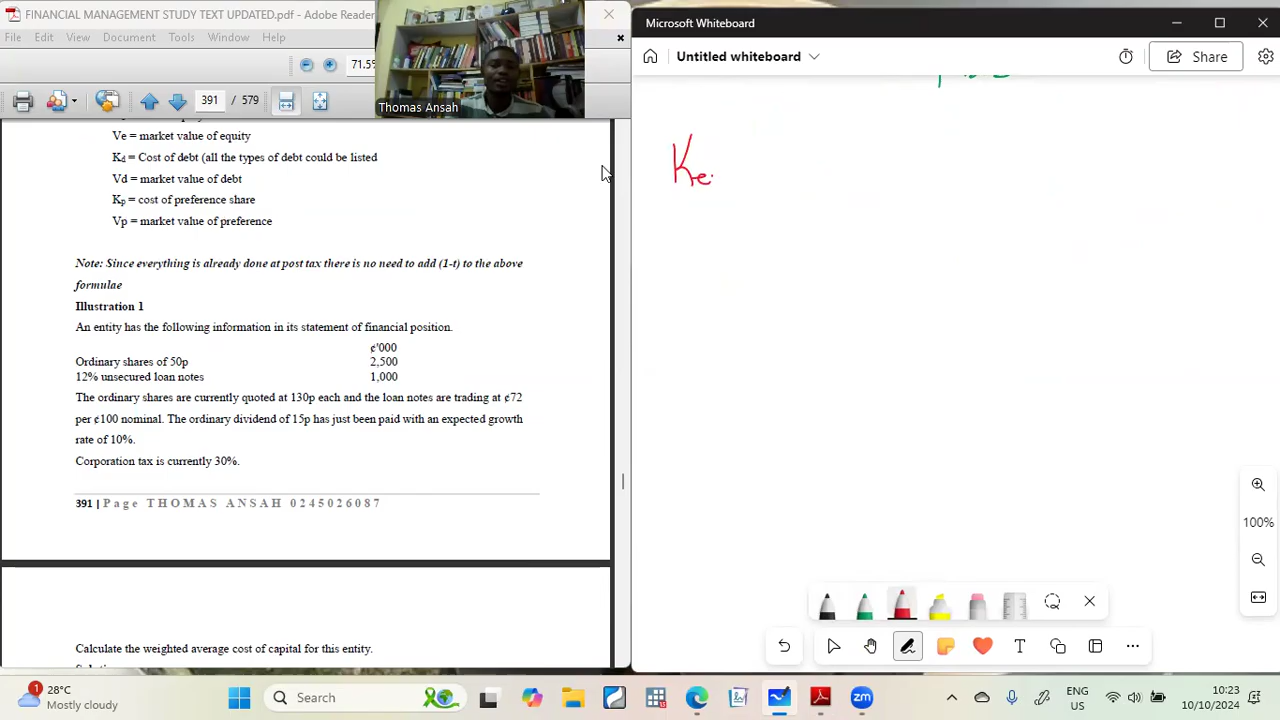 FINANCIAL MANAGEMENT STUDY TEXT UPDATED.pdf - Adobe Reader
View Document Tools Window Help
391 / 579
Thomas Ansah
Ve = market value of equity
Kd = Cost of debt (all the types of debt could be listed
Vd = market value of debt
Kp = cost of preference share
Vp = market value of preference
Note: Since everything is already done at post tax there is no need to add (1-t) to the above
formulae
Illustration 1
An entity has the following information in its statement of financial position.
¢'000
Ordinary shares of 50p 2,500
12% unsecured loan notes 1,000
The ordinary shares are currently quoted at 130p each and the loan notes are trading at ¢72
per ¢100 nominal. The ordinary dividend of 15p has just been paid with an expected growth
rate of 10%.
Corporation tax is currently 30%.
391 | Page THOMAS ANSAH 0245026087
Calculate the weighted average cost of capital for this entity.
Microsoft Whiteboard
Untitled whiteboard
Share
Ke
100%
28°C
Mostly cloudy
Search
ENG
US
10:23
10/10/2024